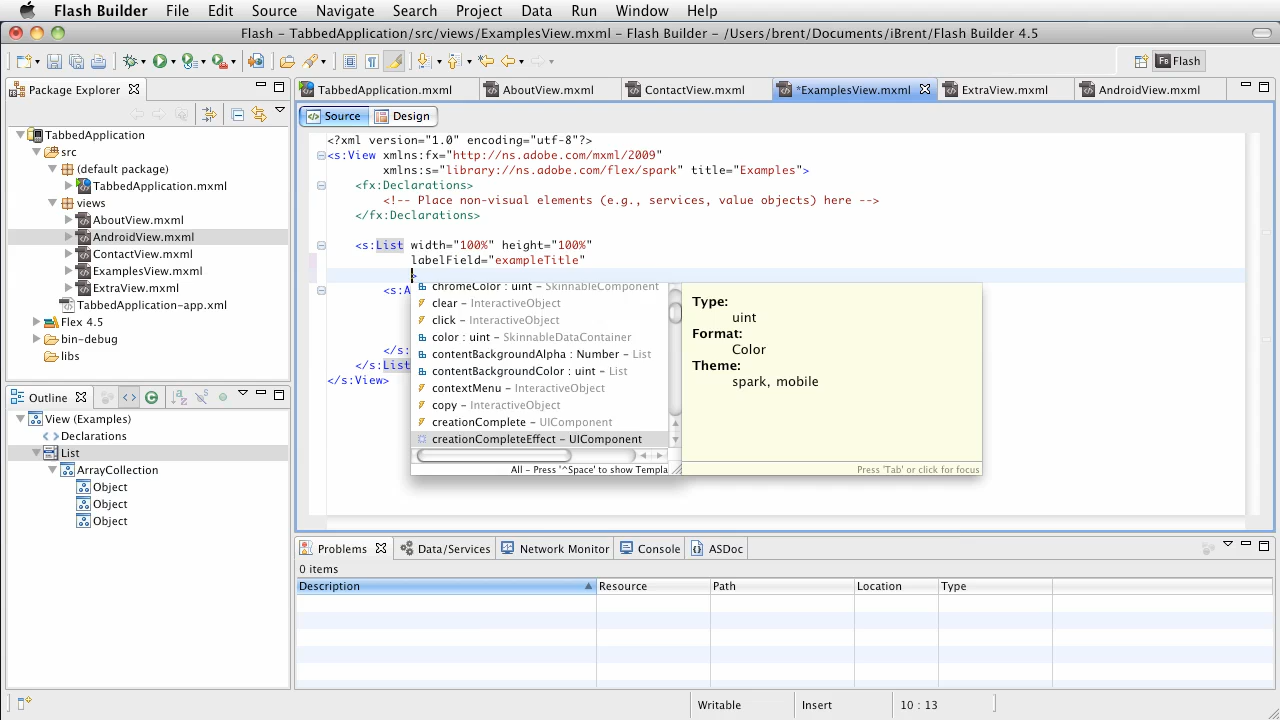 Flash Builder File Edit Source Navigate Search Project Data Run Window Help
Flash – TabbedApplication/src/views/ExamplesView.mxml – Flash Builder – /Users/brent/Documents/iBrent/Flash Builder 4.5
Flash
Package Explorer
TabbedApplication
src
(default package)
TabbedApplication.mxml
views
AboutView.mxml
AndroidView.mxml
ContactView.mxml
ExamplesView.mxml
ExtraView.mxml
TabbedApplication-app.xml
Flex 4.5
bin-debug
libs
Outline
View (Examples)
Declarations
List
ArrayCollection
Object
Object
Object
TabbedApplication.mxml AboutView.mxml ContactView.mxml *ExamplesView.mxml ExtraView.mxml AndroidView.mxml
Source Design
<?xml version="1.0" encoding="utf-8"?>
<s:View xmlns:fx="http://ns.adobe.com/mxml/2009"
xmlns:s="library://ns.adobe.com/flex/spark" title="Examples">
<fx:Declarations>
<!-- Place non-visual elements (e.g., services, value objects) here -->
</fx:Declarations>
<s:List width="100%" height="100%"
labelField="exampleTitle"
>
<s:A
</s:
</s:List
</s:View>
chromeColor : uint – SkinnableComponent
clear – InteractiveObject
click – InteractiveObject
color : uint – SkinnableDataContainer
contentBackgroundAlpha : Number – List
contentBackgroundColor : uint – List
contextMenu – InteractiveObject
copy – InteractiveObject
creationComplete – UIComponent
creationCompleteEffect – UIComponent
All – Press '^Space' to show Templa
Type:
uint
Format:
Color
Theme:
spark, mobile
Press 'Tab' or click for focus
Problems Data/Services Network Monitor Console ASDoc
0 items
Description Resource Path Location Type
Writable Insert 10 : 13